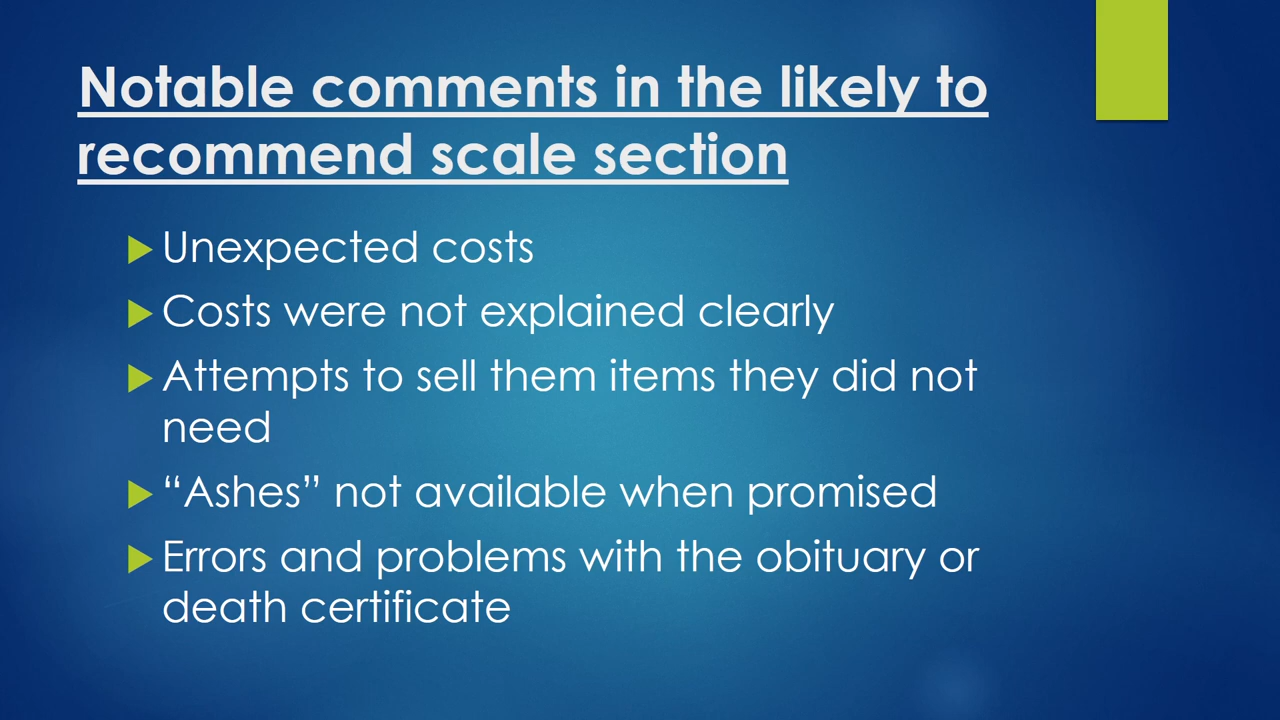 Notable comments in the likely to
recommend scale section
Unexpected costs
Costs were not explained clearly
Attempts to sell them items they did not
need
“Ashes” not available when promised
Errors and problems with the obituary or
death certificate